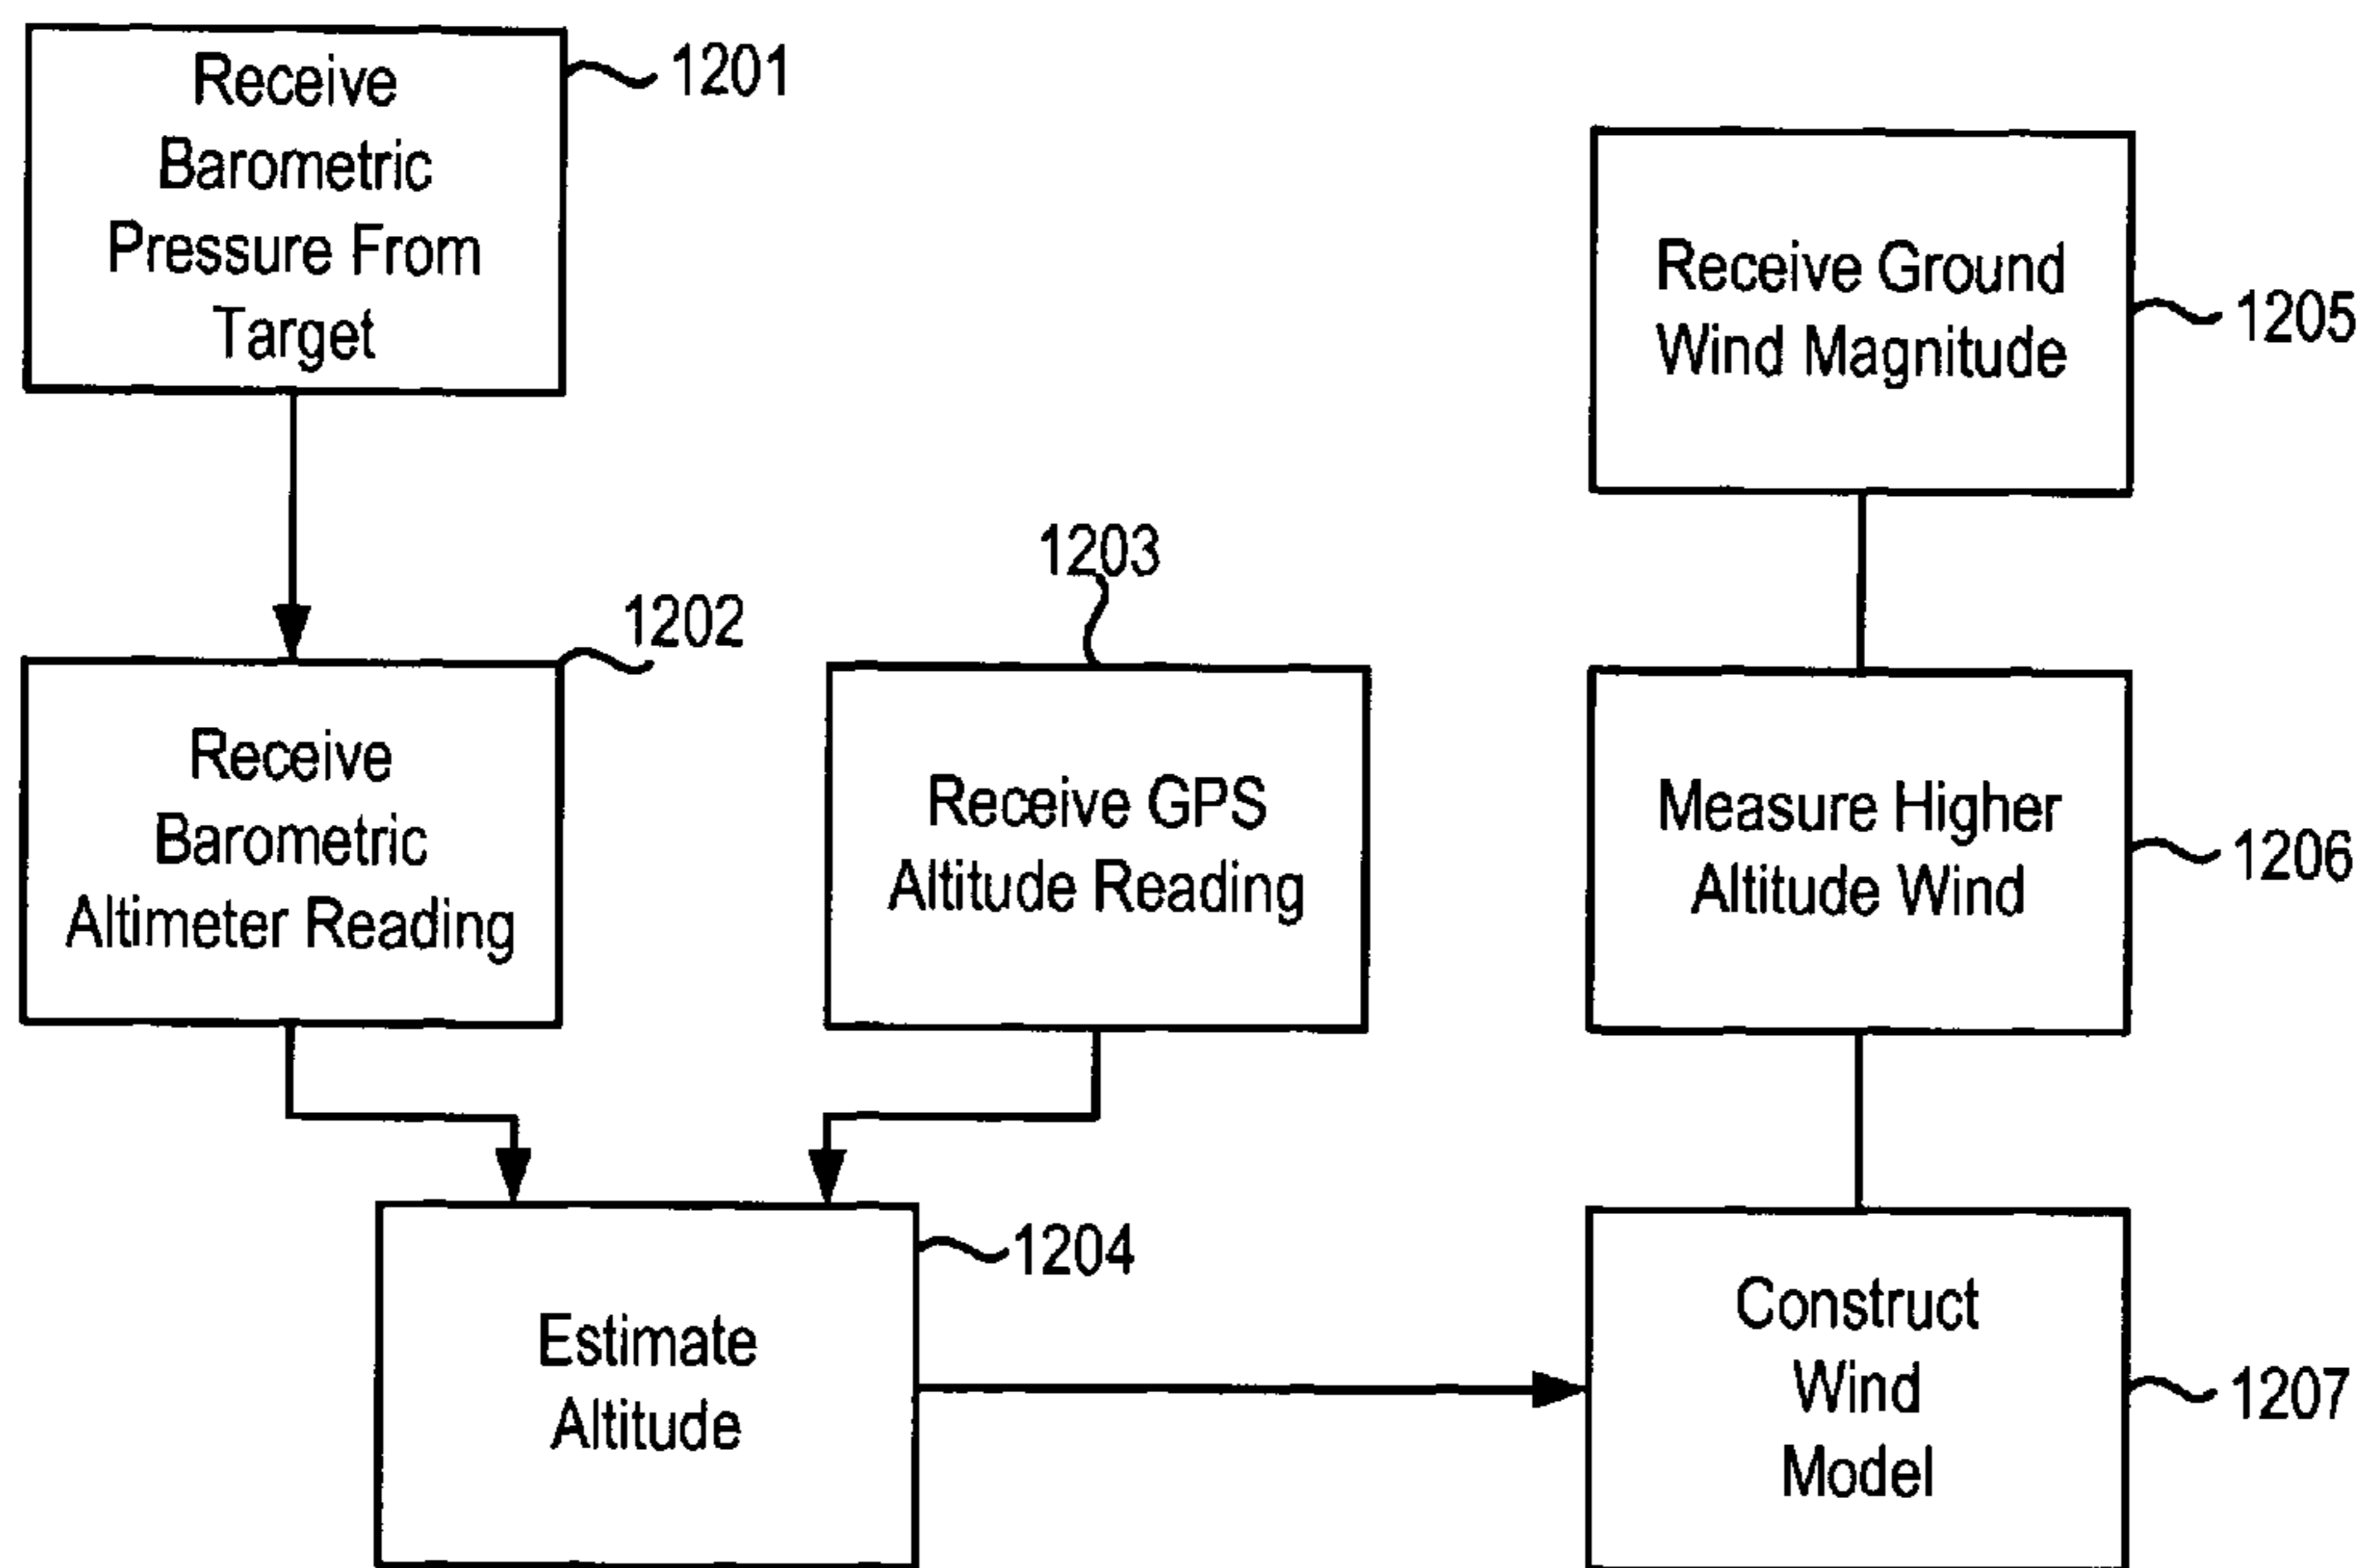 Receive
Barometric
Pressure From
Target
1201
Receive Ground
Wind Magnitude
1205
Receive
Barometric
Altimeter Reading
1202
Receive GPS
Altitude Reading
1203
Measure Higher
Altitude Wind
1206
Estimate
Altitude
1204
Construct
Wind
Model
1207